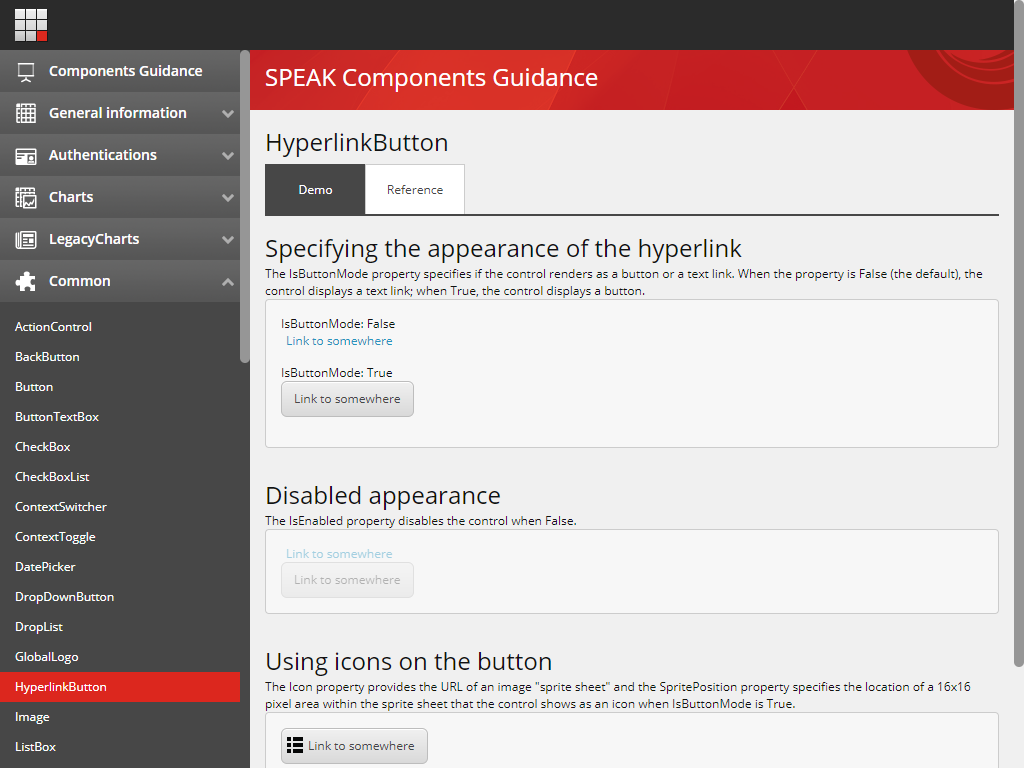 SPEAK Components Guidance
Components Guidance
General information
Authentications
Charts
LegacyCharts
Common
ActionControl
BackButton
Button
ButtonTextBox
CheckBox
CheckBoxList
ContextSwitcher
ContextToggle
DatePicker
DropDownButton
DropList
GlobalLogo
HyperlinkButton
Image
ListBox
HyperlinkButton
Demo
Reference
Specifying the appearance of the hyperlink
The IsButtonMode property specifies if the control renders as a button or a text link. When the property is False (the default), the
control displays a text link; when True, the control displays a button.
IsButtonMode: False
Link to somewhere
IsButtonMode: True
Link to somewhere
Disabled appearance
The IsEnabled property disables the control when False.
Link to somewhere
Link to somewhere
Using icons on the button
The Icon property provides the URL of an image "sprite sheet" and the SpritePosition property specifies the location of a 16x16
pixel area within the sprite sheet that the control shows as an icon when IsButtonMode is True.
Link to somewhere